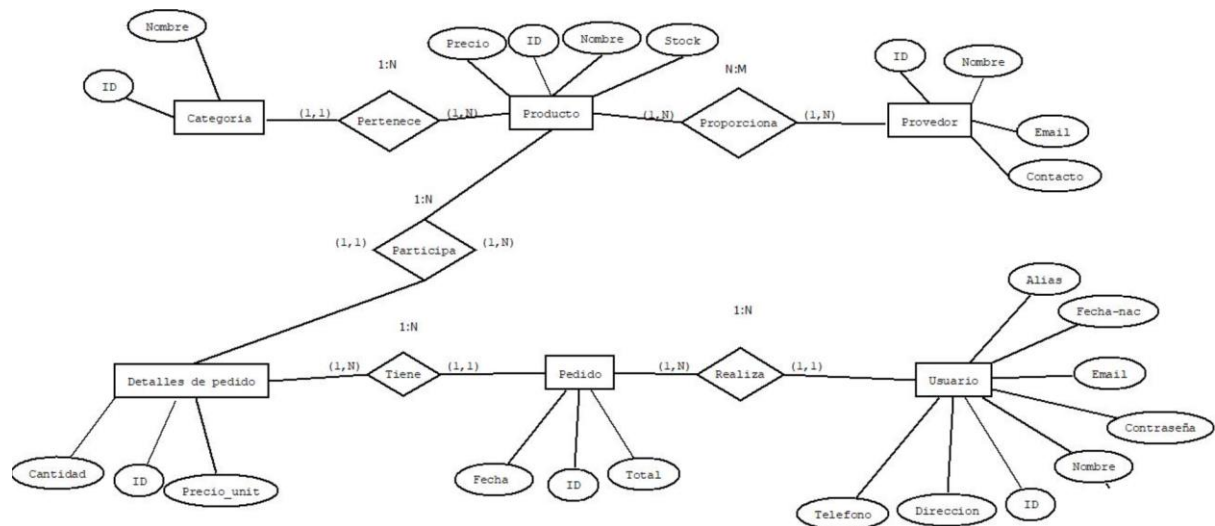 Nombre
ID
Categoria
1:N
(1,1)
Pertenece
(1,N)
Precio
ID
Nombre
Stock
Producto
N:M
(1,N)
Proporciona
(1,N)
ID
Nombre
Provedor
Email
Contacto
1:N
(1,1)
Participa
(1,N)
1:N
Detalles de pedido
(1,N)
Tiene
(1,1)
Cantidad
ID
Precio_unit
Pedido
Fecha
ID
Total
1:N
(1,N)
Realiza
(1,1)
Usuario
Alias
Fecha-nac
Email
Contraseña
Nombre
ID
Direccion
Telefono